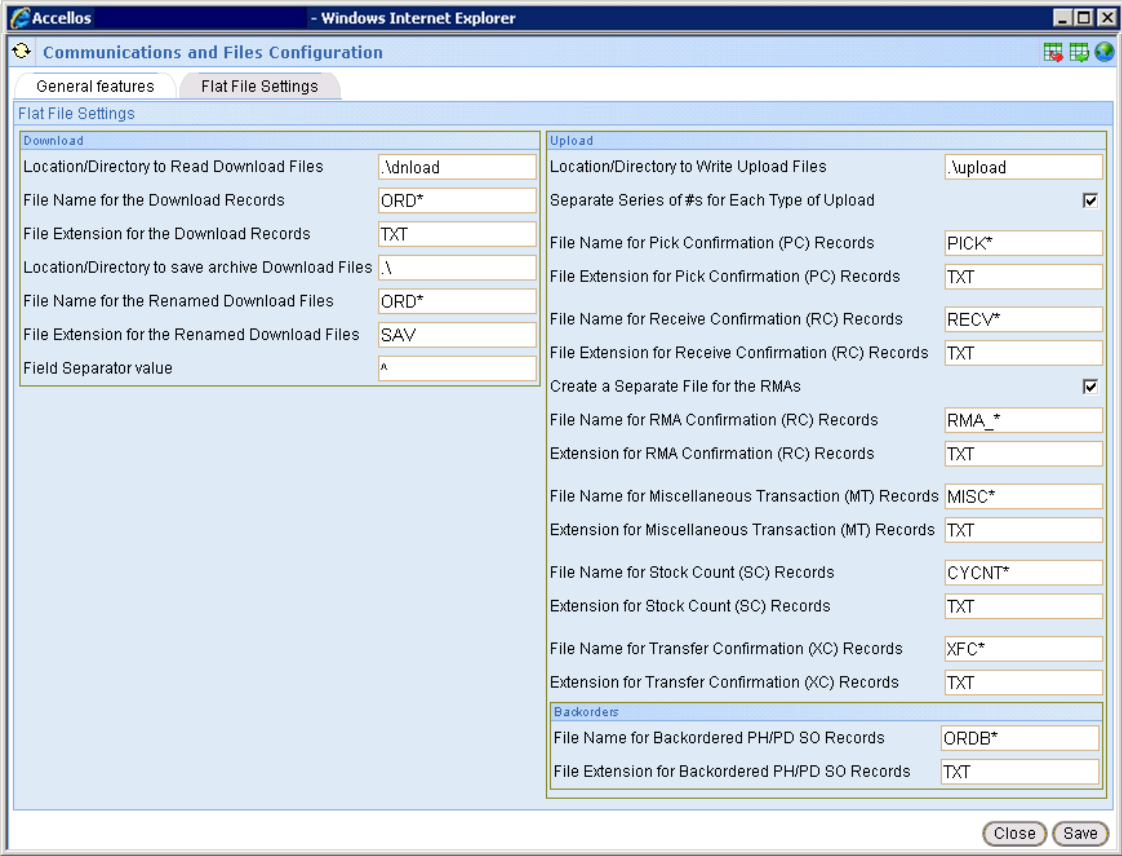 Accellos - Windows Internet Explorer
Communications and Files Configuration
General features Flat File Settings
Flat File Settings
Download
Location/Directory to Read Download Files .\dnload
File Name for the Download Records ORD*
File Extension for the Download Records TXT
Location/Directory to save archive Download Files .\
File Name for the Renamed Download Files ORD*
File Extension for the Renamed Download Files SAV
Field Separator value ^
Upload
Location/Directory to Write Upload Files .\upload
Separate Series of #s for Each Type of Upload
File Name for Pick Confirmation (PC) Records PICK*
File Extension for Pick Confirmation (PC) Records TXT
File Name for Receive Confirmation (RC) Records RECV*
File Extension for Receive Confirmation (RC) Records TXT
Create a Separate File for the RMAs
File Name for RMA Confirmation (RC) Records RMA_*
Extension for RMA Confirmation (RC) Records TXT
File Name for Miscellaneous Transaction (MT) Records MISC*
Extension for Miscellaneous Transaction (MT) Records TXT
File Name for Stock Count (SC) Records CYCNT*
Extension for Stock Count (SC) Records TXT
File Name for Transfer Confirmation (XC) Records XFC*
Extension for Transfer Confirmation (XC) Records TXT
Backorders
File Name for Backordered PH/PD SO Records ORDB*
File Extension for Backordered PH/PD SO Records TXT
Close Save